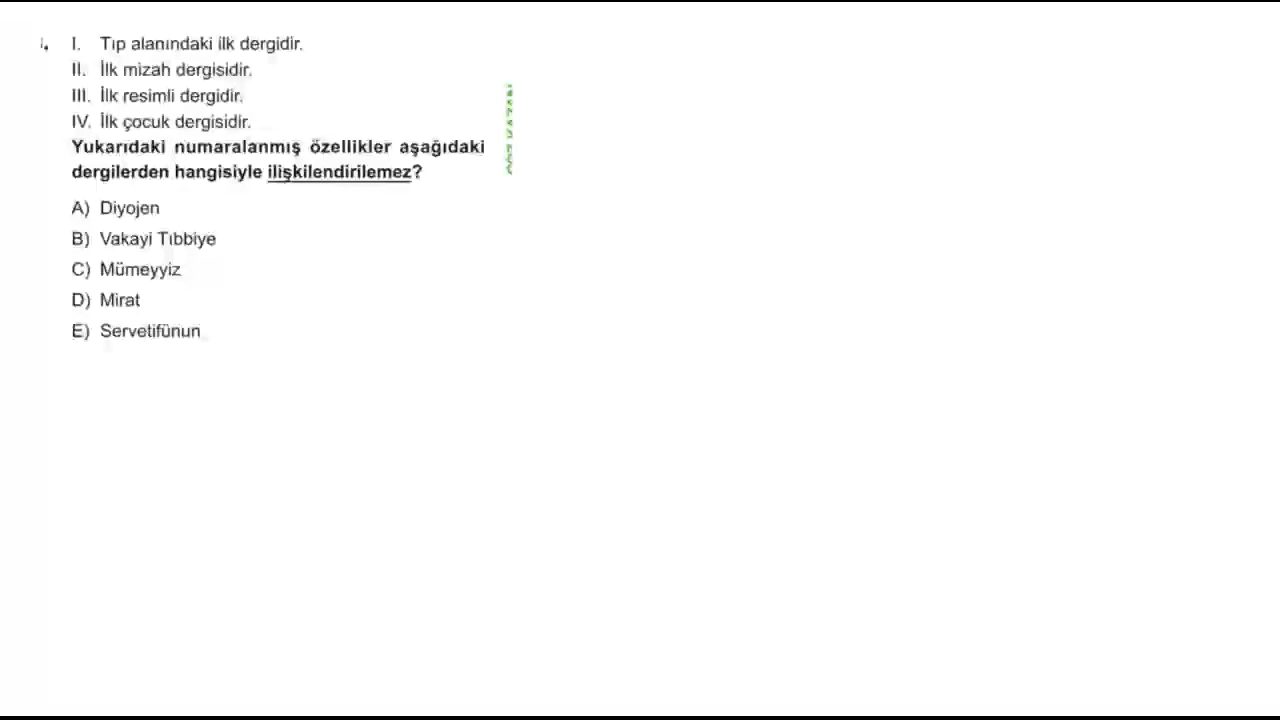 I. Tıp alanındaki ilk dergidir.
II. İlk mizah dergisidir.
III. İlk resimli dergidir.
IV. İlk çocuk dergisidir.
Yukarıdaki numaralanmış özellikler aşağıdaki
dergilerden hangisiyle ilişkilendirilemez?
A) Diyojen
B) Vakayi Tıbbiye
C) Mümeyyiz
D) Mirat
E) Servetifünun